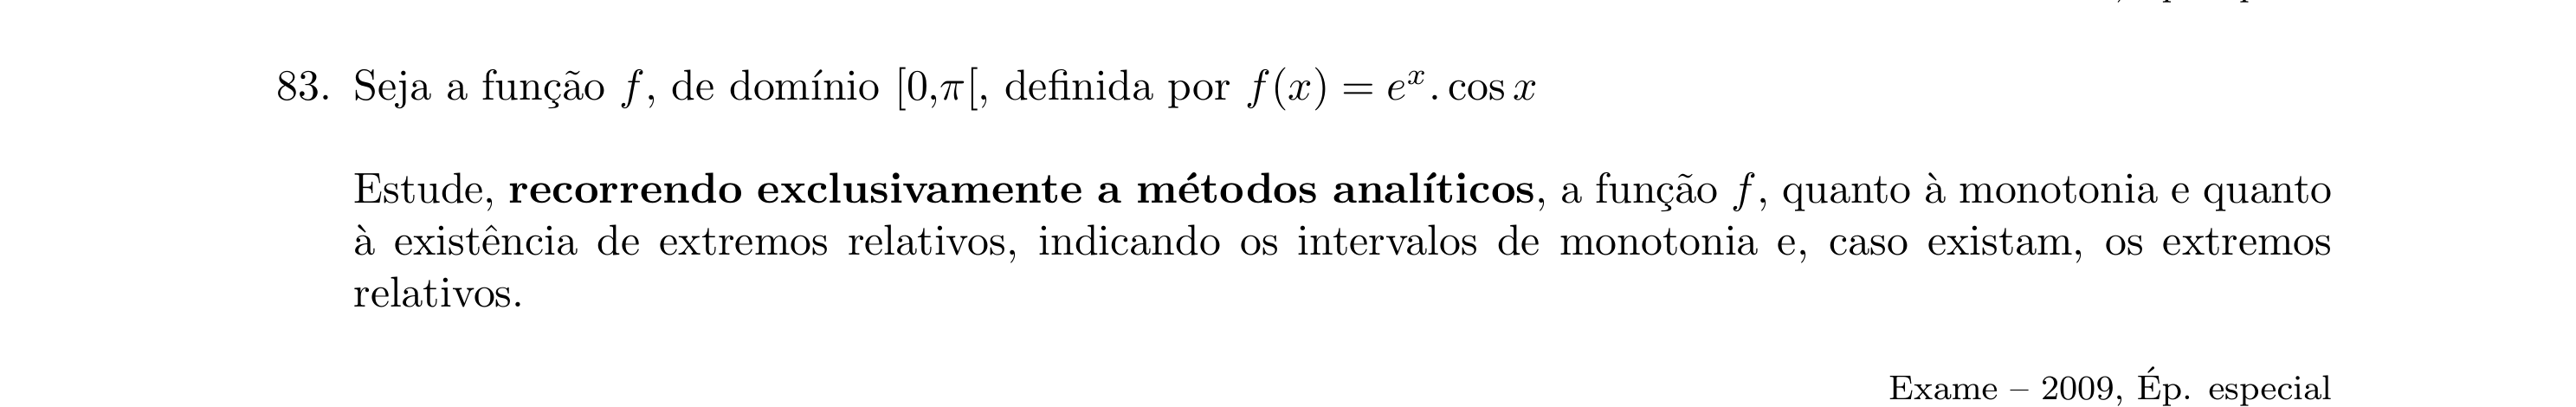 83. Seja a função f, de domínio [0,π[, definida por f(x) = eˣ. cos x
Estude, recorrendo exclusivamente a métodos analíticos, a função f, quanto à monotonia e quanto
à existência de extremos relativos, indicando os intervalos de monotonia e, caso existam, os extremos
relativos.
Exame – 2009, Ép. especial